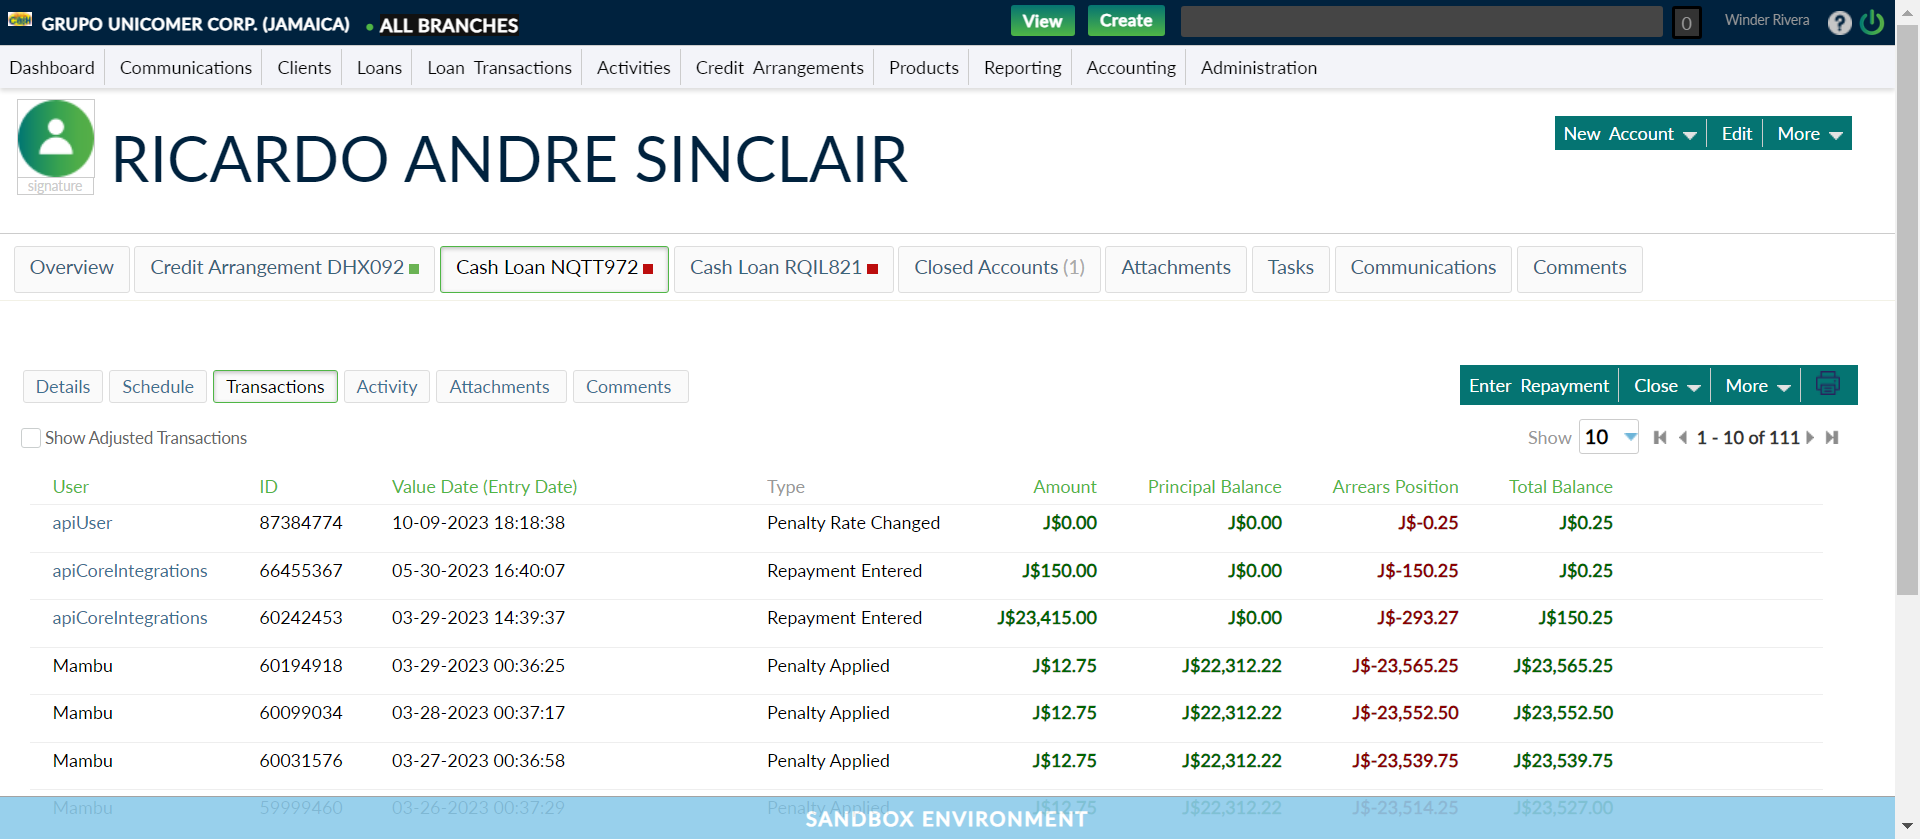 GRUPO UNICOMER CORP. (JAMAICA) ● ALL BRANCHES View Create 0 Winder Rivera ?
Dashboard Communications Clients Loans Loan Transactions Activities Credit Arrangements Products Reporting Accounting Administration
signature
RICARDO ANDRE SINCLAIR
New Account Edit More
Overview Credit Arrangement DHX092 Cash Loan NQTT972 Cash Loan RQIL821 Closed Accounts (1) Attachments Tasks Communications Comments
Details Schedule Transactions Activity Attachments Comments
Enter Repayment Close More
Show Adjusted Transactions
Show 10 1 - 10 of 111
User ID Value Date (Entry Date) Type Amount Principal Balance Arrears Position Total Balance
apiUser 87384774 10-09-2023 18:18:38 Penalty Rate Changed J$0.00 J$0.00 J$-0.25 J$0.25
apiCoreIntegrations 66455367 05-30-2023 16:40:07 Repayment Entered J$150.00 J$0.00 J$-150.25 J$0.25
apiCoreIntegrations 60242453 03-29-2023 14:39:37 Repayment Entered J$23,415.00 J$0.00 J$-293.27 J$150.25
Mambu 60194918 03-29-2023 00:36:25 Penalty Applied J$12.75 J$22,312.22 J$-23,565.25 J$23,565.25
Mambu 60099034 03-28-2023 00:37:17 Penalty Applied J$12.75 J$22,312.22 J$-23,552.50 J$23,552.50
Mambu 60031576 03-27-2023 00:36:58 Penalty Applied J$12.75 J$22,312.22 J$-23,539.75 J$23,539.75
Mambu 59999460 03-26-2023 00:37:29 Penalty Applied J$12.75 J$22,312.22 J$-23,514.25 J$23,527.00
SANDBOX ENVIRONMENT